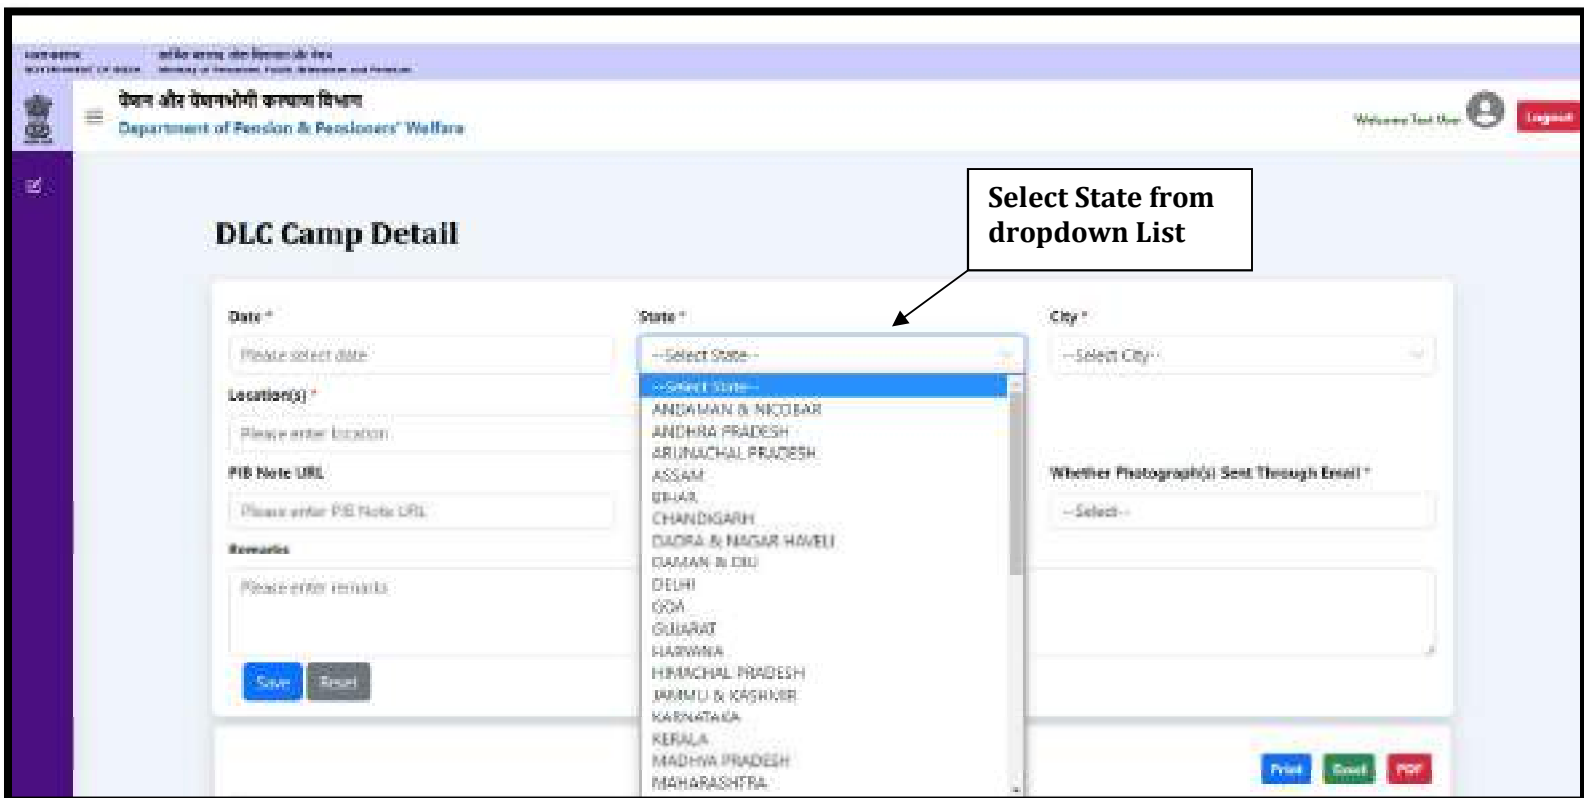 पेंशन और पेंशनभोगी कल्याण विभाग
Department of Pension & Pensioners' Welfare
Welcome Test User
Logout
Select State from
dropdown List
DLC Camp Detail
Date *
State *
City *
Please select date
--Select State--
--Select City--
Location(s) *
Please enter location
PIB Note URL
Please enter PIB Note URL
Whether Photograph(s) Sent Through Email *
--Select--
Remarks
Please enter remarks
--Select State--
ANDAMAN & NICOBAR
ANDHRA PRADESH
ARUNACHAL PRADESH
ASSAM
BIHAR
CHANDIGARH
DADRA & NAGAR HAVELI
DAMAN & DIU
DELHI
GOA
GUJARAT
HARYANA
HIMACHAL PRADESH
JAMMU & KASHMIR
KARNATAKA
KERALA
MADHYA PRADESH
MAHARASHTRA
Save
Reset
Print
Excel
PDF